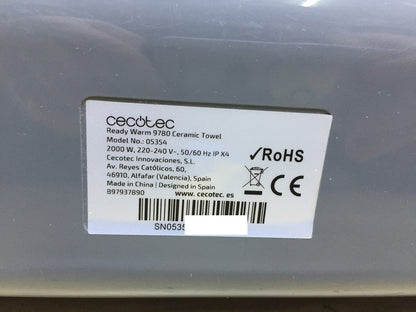 cecotec
Ready Warm 9780 Ceramic Towel
Model No.: 05354
2000 W, 220-240 V~, 50/60 Hz IP X4
Cecotec Innovaciones, S.L.
Av. Reyes Católicos, 60,
46910, Alfafar (Valencia), Spain
Made in China | Designed in Spain
B97937890
www.cecotec.es
✓RoHS
CE
SN0535